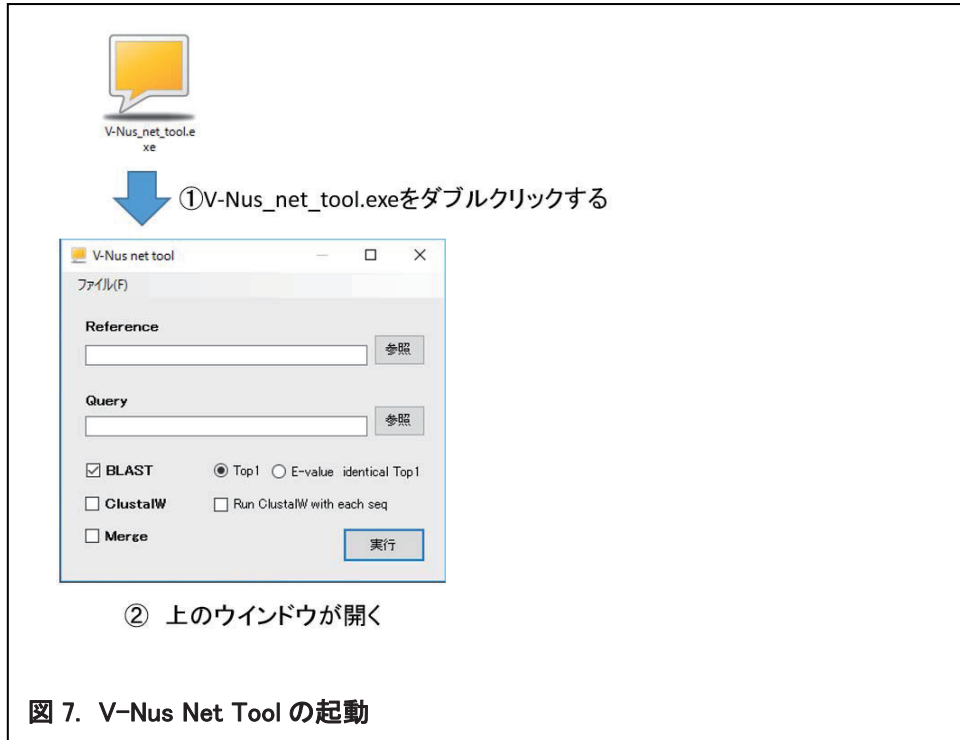 V-Nus_net_tool.e
xe
①V-Nus_net_tool.exeをダブルクリックする
V-Nus net tool
ファイル(F)
Reference
参照
Query
参照
BLAST Top1 E-value identical Top1
ClustalW Run ClustalW with each seq
Merge 実行
② 上のウインドウが開く
図 7. V-Nus Net Tool の起動